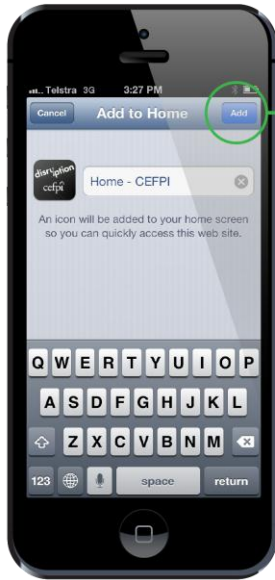 Telstra 3G 3:27 PM
Cancel Add to Home Add
disruption
cefpi
Home - CEFPI
An icon will be added to your home screen
so you can quickly access this web site.
Q W E R T Y U I O P
A S D F G H J K L
Z X C V B N M
123 space return